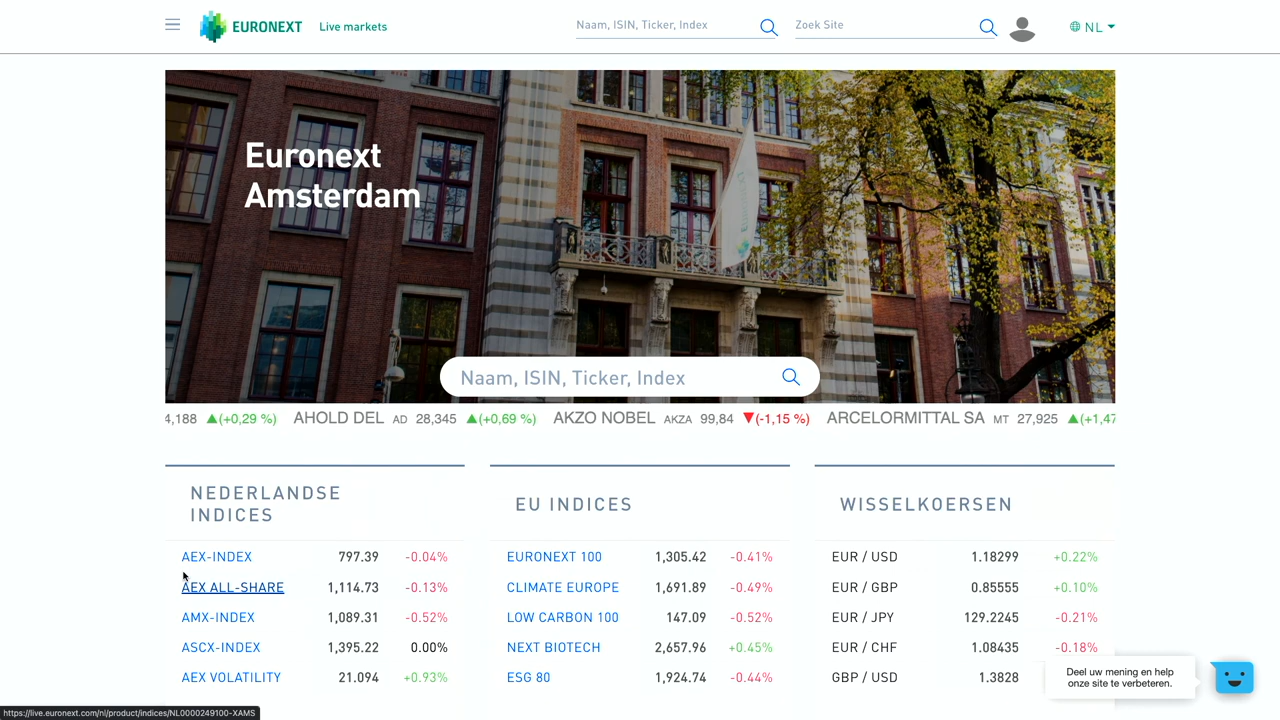 EURONEXT
Live markets
Naam, ISIN, Ticker, Index
Zoek Site
NL
Euronext
Amsterdam
Naam, ISIN, Ticker, Index
4,188 ▲(+0,29 %) AHOLD DEL AD 28,345 ▲(+0,69 %) AKZO NOBEL AKZA 99,84 ▼(-1,15 %) ARCELORMITTAL SA MT 27,925 ▲(+1,47
NEDERLANDSE
INDICES
AEX-INDEX 797.39 -0.04%
AEX ALL-SHARE 1,114.73 -0.13%
AMX-INDEX 1,089.31 -0.52%
ASCX-INDEX 1,395.22 0.00%
AEX VOLATILITY 21.094 +0.93%
EU INDICES
EURONEXT 100 1,305.42 -0.41%
CLIMATE EUROPE 1,691.89 -0.49%
LOW CARBON 100 147.09 -0.52%
NEXT BIOTECH 2,657.96 +0.45%
ESG 80 1,924.74 -0.44%
WISSELKOERSEN
EUR / USD 1.18299 +0.22%
EUR / GBP 0.85555 +0.10%
EUR / JPY 129.2245 -0.21%
EUR / CHF 1.08435 -0.18%
GBP / USD 1.3828
Deel uw mening en help
onze site te verbeteren.
https://live.euronext.com/nl/product/indices/NL0000249100-XAMS